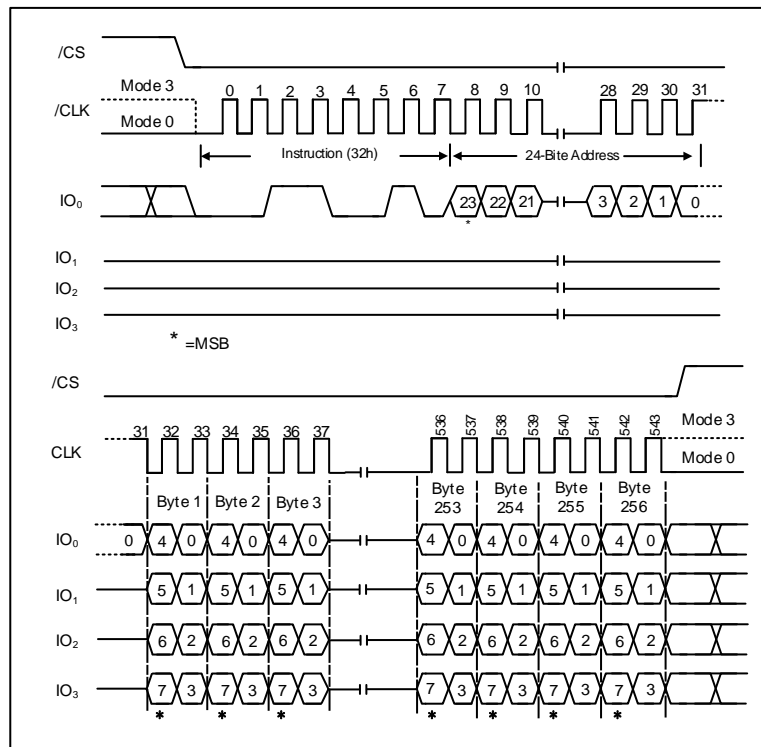 /CS
Mode 3
0 1 2 3 4 5 6 7 8 9 10 28 29 30 31
/CLK
Mode 0
Instruction (32h) 24-Bite Address
IO₀ 23 22 21 3 2 1 0
*
IO₁
IO₂
IO₃
* =MSB
/CS
31 32 33 34 35 36 37 536 537 538 539 540 541 542 543 Mode 3
CLK
Mode 0
Byte 1 Byte 2 Byte 3 Byte 253 Byte 254 Byte 255 Byte 256
IO₀ 0 4 0 4 0 4 0 4 0 4 0 4 0 4 0
IO₁ 5 1 5 1 5 1 5 1 5 1 5 1 5 1
IO₂ 6 2 6 2 6 2 6 2 6 2 6 2 6 2
IO₃ 7 3 7 3 7 3 7 3 7 3 7 3 7 3
* * * * * * *